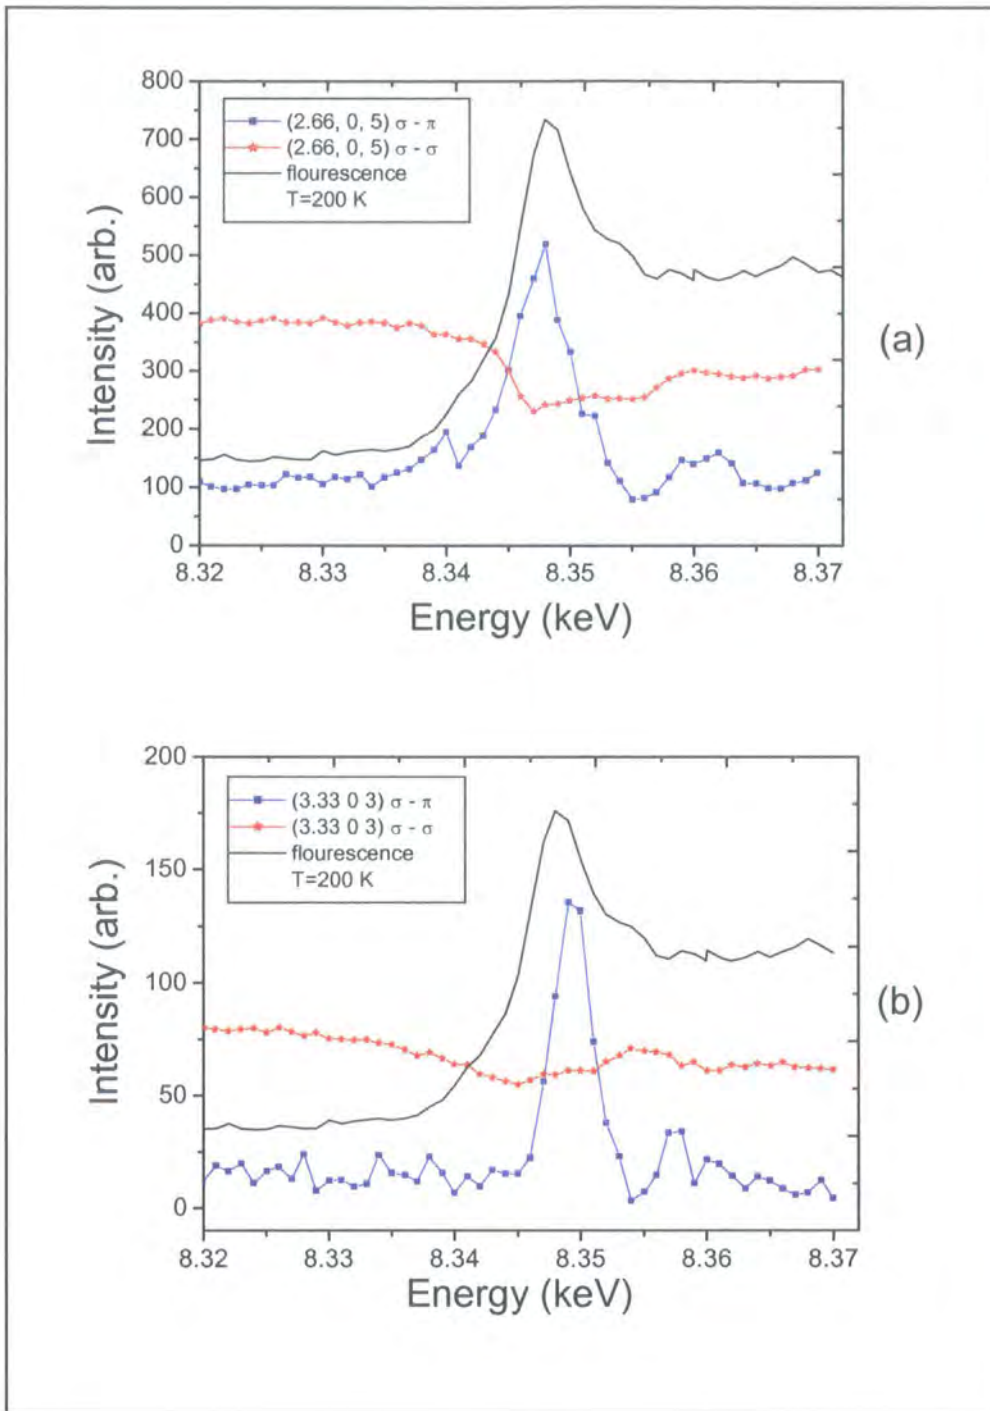 800
700
600
500
400
300
200
100
0
Intensity (arb.)
(2.66, 0, 5) σ - π
(2.66, 0, 5) σ - σ
flourescence
T=200 K
(a)
8.32 8.33 8.34 8.35 8.36 8.37
Energy (keV)
200
150
100
50
0
Intensity (arb.)
(3.33 0 3) σ - π
(3.33 0 3) σ - σ
flourescence
T=200 K
(b)
8.32 8.33 8.34 8.35 8.36 8.37
Energy (keV)